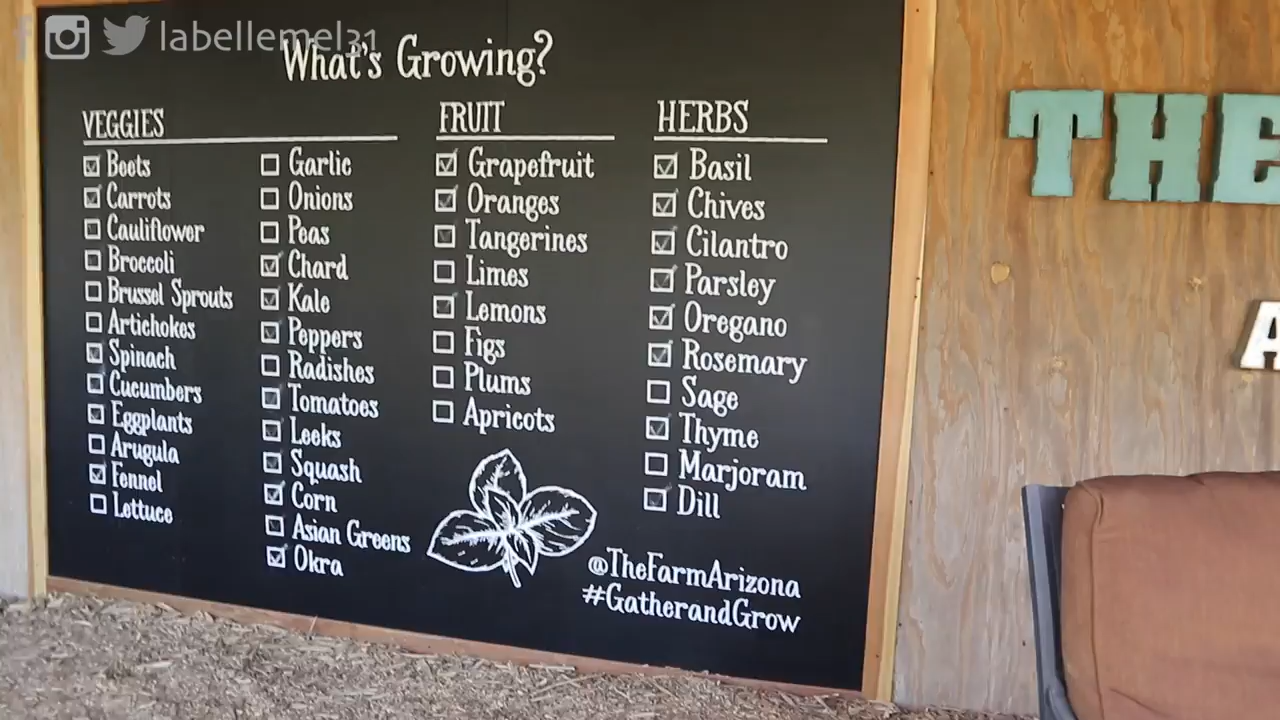 labellemel31
What's Growing?
VEGGIES
Beets
Carrots
Cauliflower
Broccoli
Brussel Sprouts
Artichokes
Spinach
Cucumbers
Eggplants
Arugula
Fennel
Lettuce
Garlic
Onions
Peas
Chard
Kale
Peppers
Radishes
Tomatoes
Leeks
Squash
Corn
Asian Greens
Okra
FRUIT
Grapefruit
Oranges
Tangerines
Limes
Lemons
Figs
Plums
Apricots
HERBS
Basil
Chives
Cilantro
Parsley
Oregano
Rosemary
Sage
Thyme
Marjoram
Dill
@TheFarmArizona
#GatherandGrow
THE
A